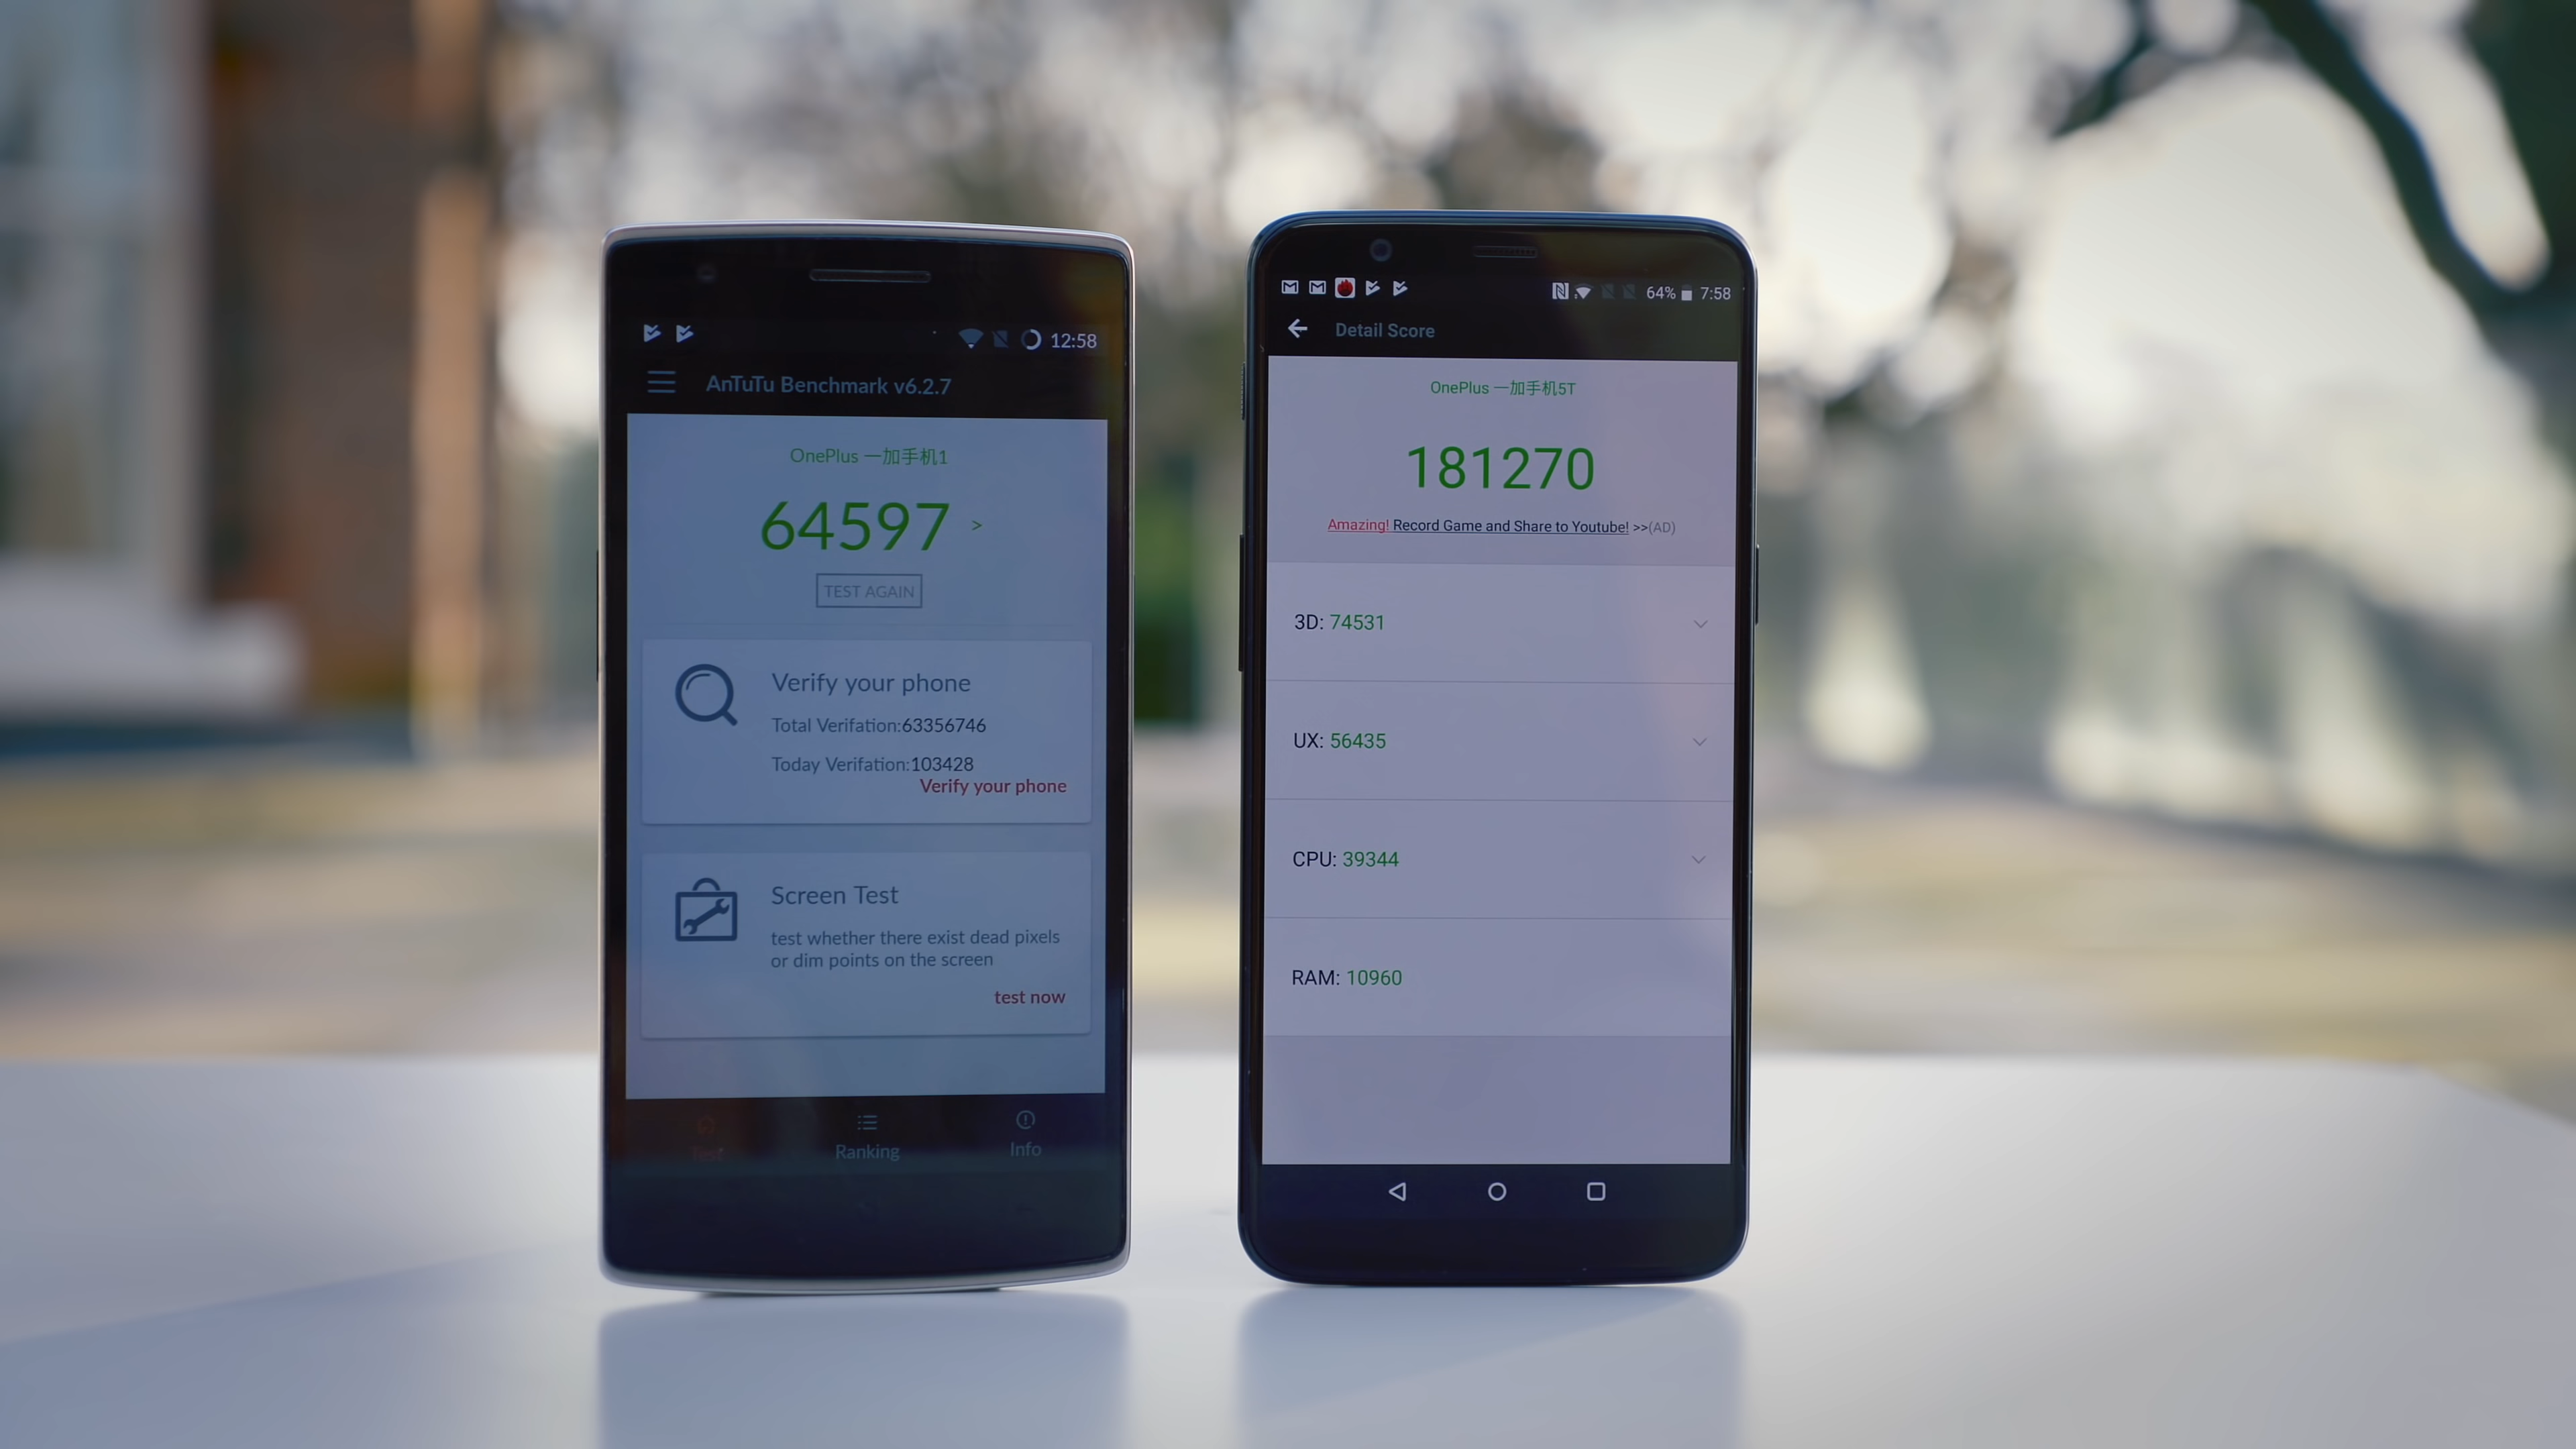 12:58
AnTuTu Benchmark v6.2.7
OnePlus 一加手机1
64597 >
TEST AGAIN
Verify your phone
Total Verifation:63356746
Today Verifation:103428
Verify your phone
Screen Test
test whether there exist dead pixels
or dim points on the screen
test now
Test
Ranking
Info
64% 7:58
Detail Score
OnePlus 一加手机5T
181270
Amazing! Record Game and Share to Youtube! >>(AD)
3D: 74531
UX: 56435
CPU: 39344
RAM: 10960